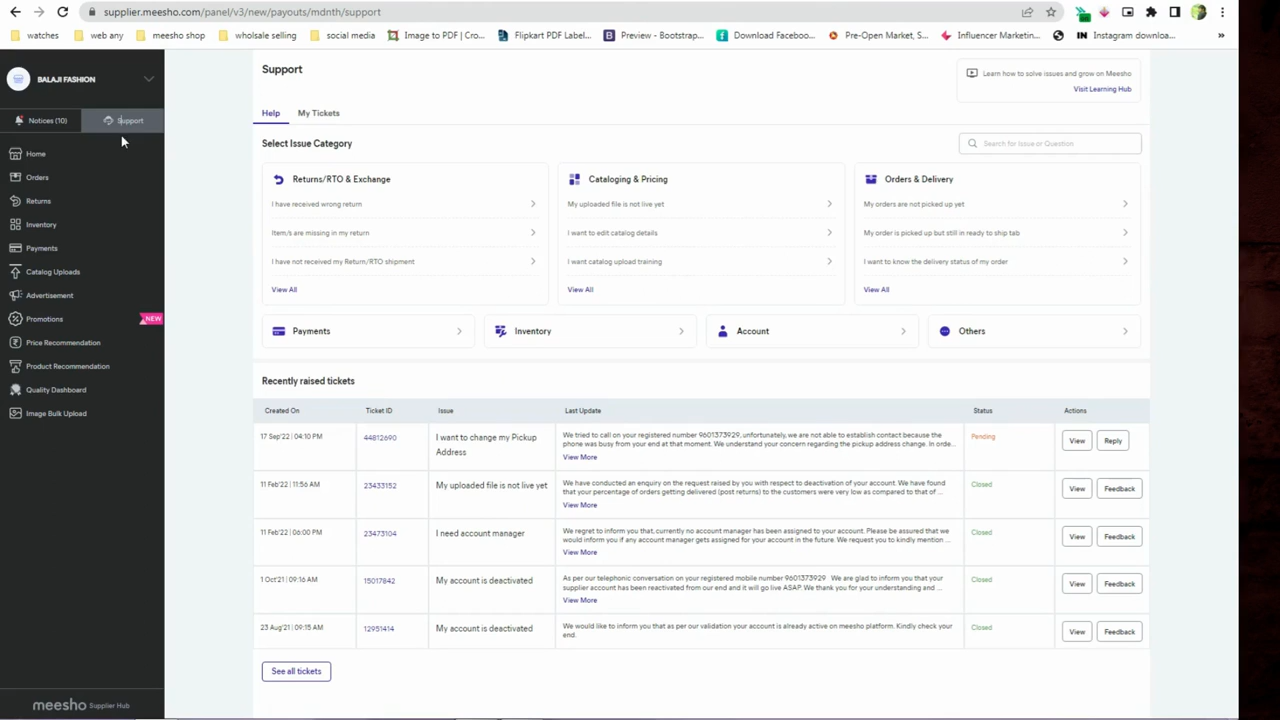 supplier.meesho.com/panel/v3/new/payouts/mdnth/support
watches web any meesho shop wholsale selling social media Image to PDF | Cro... Flipkart PDF Label... Preview - Bootstrap... Download Faceboo... Pre-Open Market, S... Influencer Marketin... IN Instagram downloa... »
BALAJI FASHION
Notices (10) Support
Home
Orders
Returns
Inventory
Payments
Catalog Uploads
Advertisement
Promotions NEW
Price Recommendation
Product Recommendation
Quality Dashboard
Image Bulk Upload
meesho Supplier Hub
Support
Learn how to solve issues and grow on Meesho
Visit Learning Hub
Help My Tickets
Select Issue Category
Search for Issue or Question
Returns/RTO & Exchange
I have received wrong return
Item/s are missing in my return
I have not received my Return/RTO shipment
View All
Cataloging & Pricing
My uploaded file is not live yet
I want to edit catalog details
I want catalog upload training
View All
Orders & Delivery
My orders are not picked up yet
My order is picked up but still in ready to ship tab
I want to know the delivery status of my order
View All
Payments Inventory Account Others
Recently raised tickets
Created On Ticket ID Issue Last Update Status Actions
17 Sep'22 | 04:10 PM 44812690 I want to change my Pickup Address
We tried to call on your registered number 9601373929, unfortunately, we are not able to establish contact because the
phone was busy from your end at that moment. We understand your concern regarding the pickup address change. In orde...
View More
Pending View Reply
11 Feb'22 | 11:56 AM 23433152 My uploaded file is not live yet
We have conducted an enquiry on the request raised by you with respect to deactivation of your account. We have found
that your percentage of orders getting delivered (post returns) to the customers were very low as compared to that of ...
View More
Closed View Feedback
11 Feb'22 | 06:00 PM 23473104 I need account manager
We regret to inform you that, currently no account manager has been assigned to your account. Please be assured that we
would inform you if any account manager gets assigned for your account in the future. We request you to kindly mention ...
View More
Closed View Feedback
1 Oct'21 | 09:16 AM 15017842 My account is deactivated
As per our telephonic conversation on your registered mobile number 9601373929 We are glad to inform you that your
supplier account has been reactivated from our end and it will go live ASAP. We thank you for your understanding and ...
View More
Closed View Feedback
23 Aug'21 | 09:15 AM 12951414 My account is deactivated
We would like to inform you that as per our validation your account is already active on meesho platform. Kindly check your
end.
Closed View Feedback
See all tickets